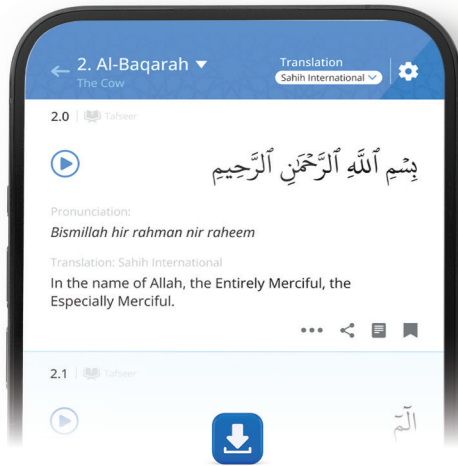 2. Al-Baqarah
The Cow
Translation
Sahih International
2.0 Tafseer
بِسْمِ ٱللَّهِ ٱلرَّحْمَٰنِ ٱلرَّحِيمِ
Pronunciation:
Bismillah hir rahman nir raheem
Translation: Sahih International
In the name of Allah, the Entirely Merciful, the
Especially Merciful.
2.1 Tafseer
الٓمٓ